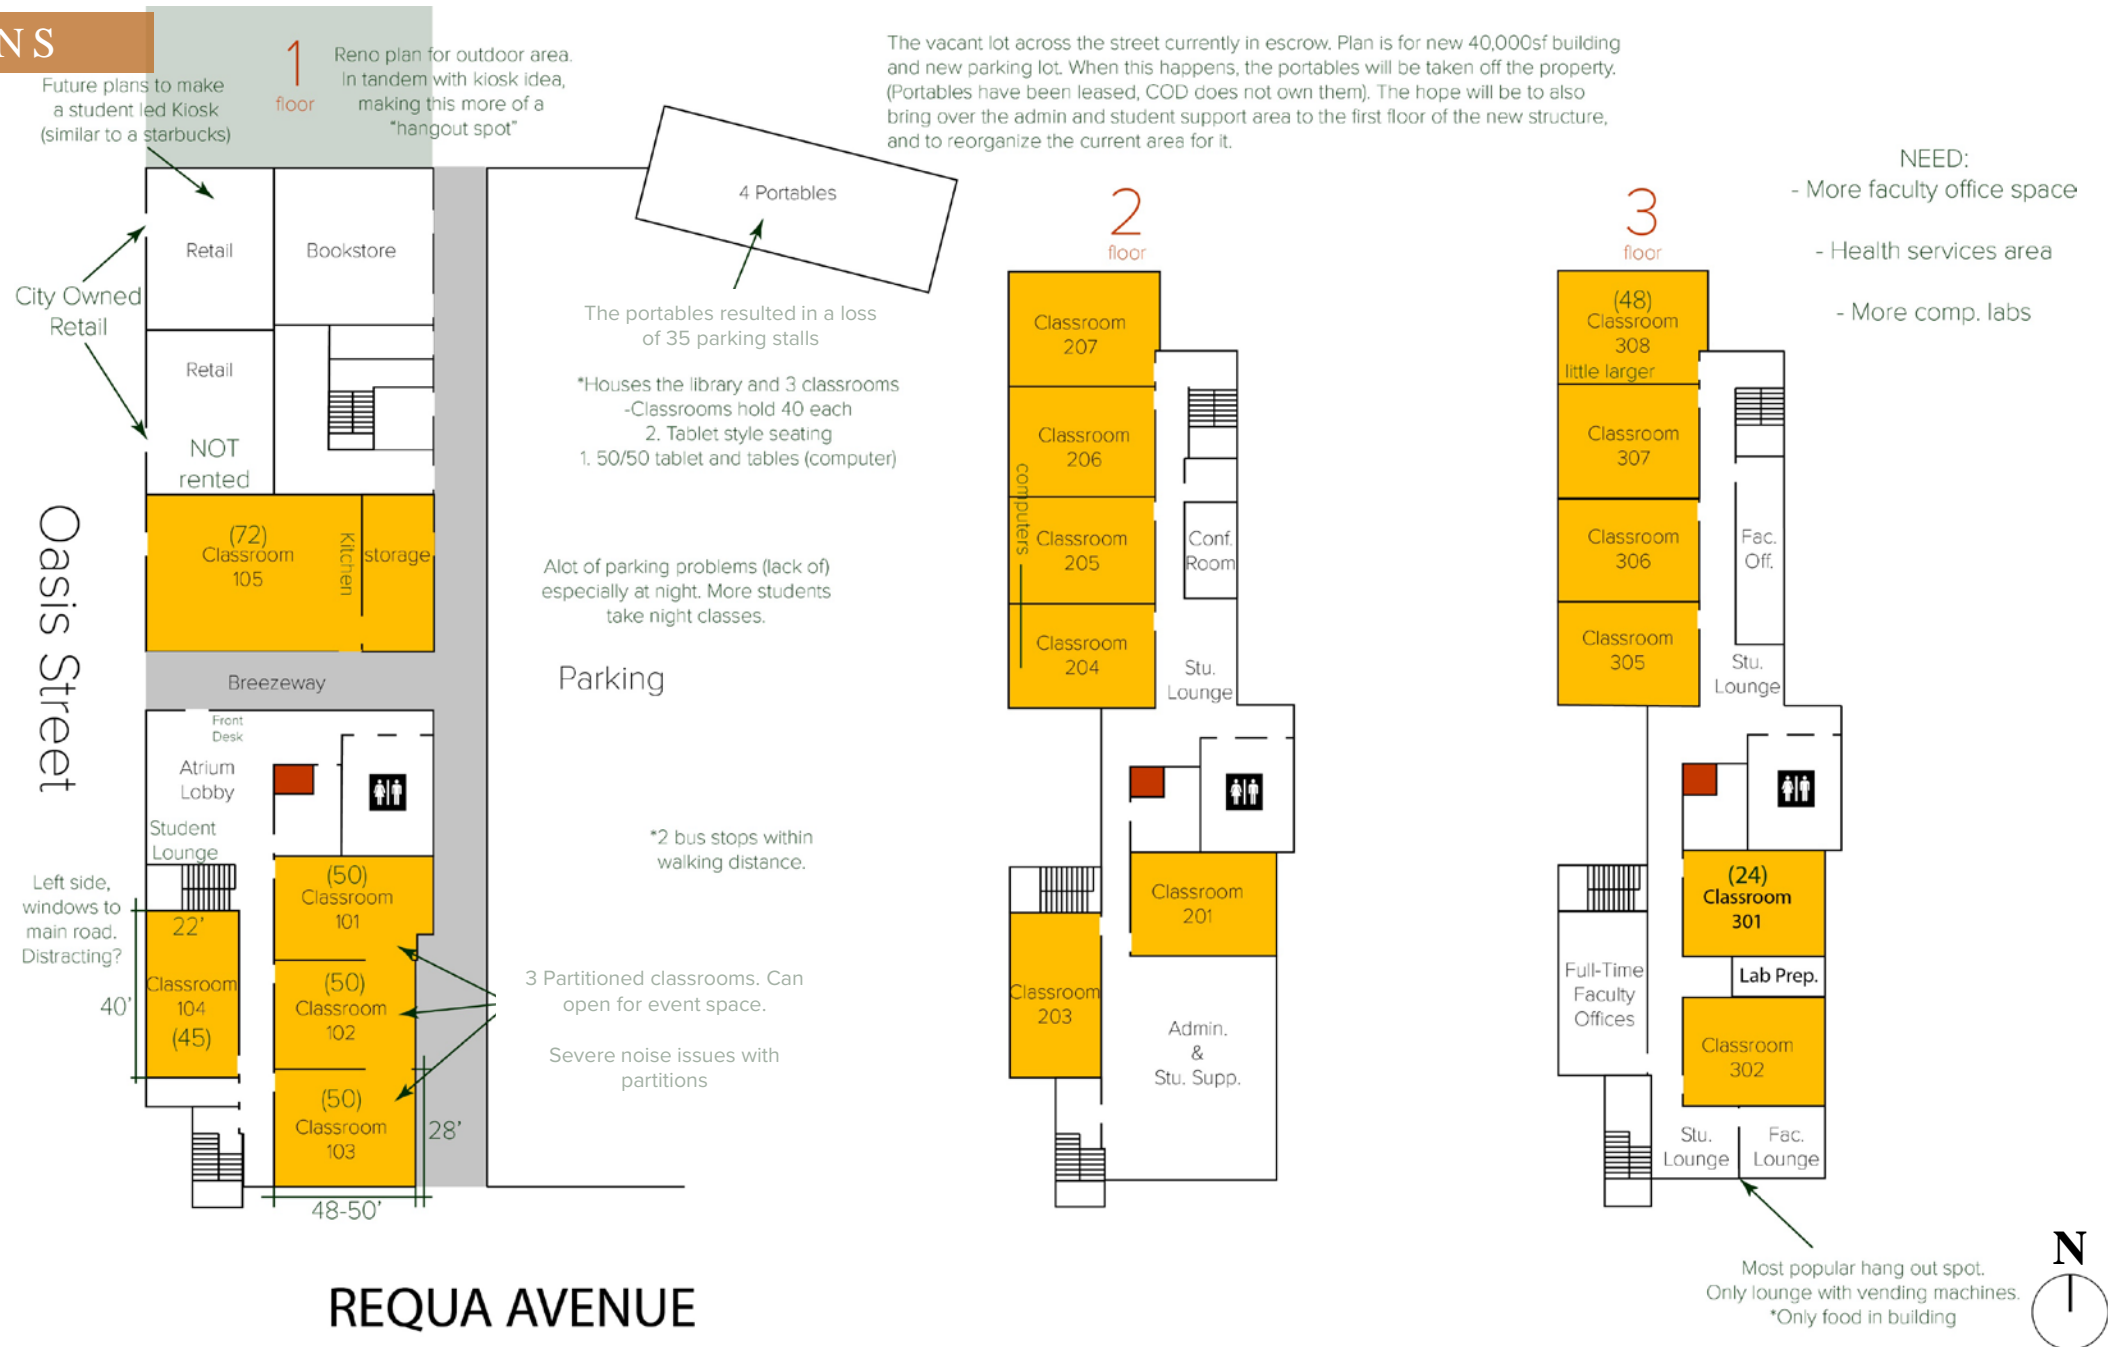 NS
Future plans to make
a student led Kiosk
(similar to a starbucks)
1
floor
Reno plan for outdoor area.
In tandem with kiosk idea,
making this more of a
"hangout spot"
The vacant lot across the street currently in escrow. Plan is for new 40,000sf building
and new parking lot. When this happens, the portables will be taken off the property.
(Portables have been leased, COD does not own them). The hope will be to also
bring over the admin and student support area to the first floor of the new structure,
and to reorganize the current area for it.
NEED:
- More faculty office space
- Health services area
- More comp. labs
City Owned
Retail
Retail
Bookstore
Retail
NOT
rented
(72)
Classroom
105
Kitchen
storage
Oasis Street
Breezeway
Front
Desk
Atrium
Lobby
Student
Lounge
Left side,
windows to
main road.
Distracting?
22'
40'
Classroom
104
(45)
(50)
Classroom
101
(50)
Classroom
102
(50)
Classroom
103
28'
48-50'
4 Portables
The portables resulted in a loss
of 35 parking stalls
*Houses the library and 3 classrooms
-Classrooms hold 40 each
2. Tablet style seating
1. 50/50 tablet and tables (computer)
Alot of parking problems (lack of)
especially at night. More students
take night classes.
Parking
*2 bus stops within
walking distance.
3 Partitioned classrooms. Can
open for event space.
Severe noise issues with
partitions
REQUA AVENUE
2
floor
Classroom
207
Classroom
206
computers
Classroom
205
Classroom
204
Conf.
Room
Stu.
Lounge
Classroom
201
Classroom
203
Admin.
&
Stu. Supp.
3
floor
(48)
Classroom
308
little larger
Classroom
307
Classroom
306
Classroom
305
Fac.
Off.
Stu.
Lounge
(24)
Classroom
301
Lab Prep.
Full-Time
Faculty
Offices
Classroom
302
Stu.
Lounge
Fac.
Lounge
Most popular hang out spot.
Only lounge with vending machines.
*Only food in building
N